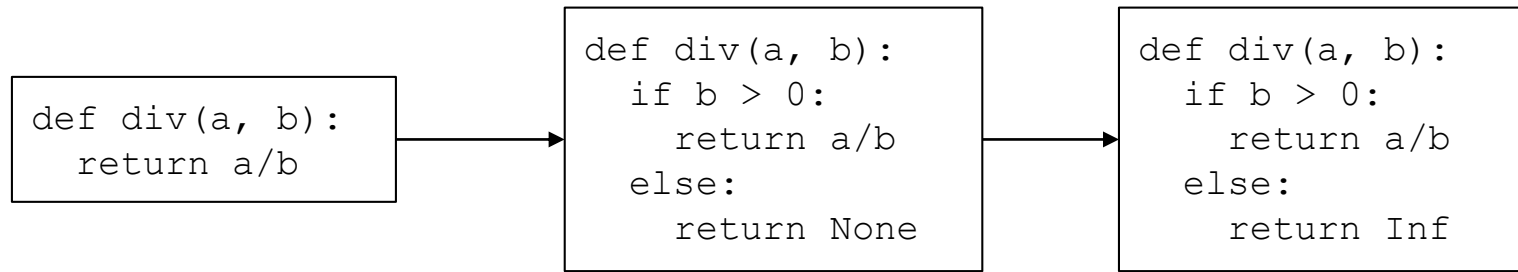 def div(a, b):
  return a/b
def div(a, b):
  if b > 0:
    return a/b
  else:
    return None
def div(a, b):
  if b > 0:
    return a/b
  else:
    return Inf